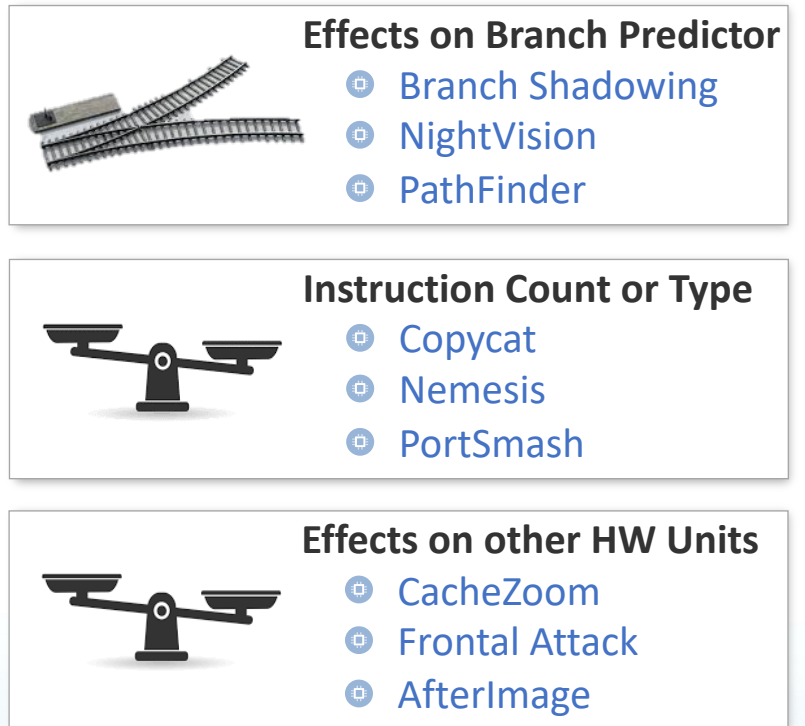 Effects on Branch Predictor
Branch Shadowing
NightVision
PathFinder
Instruction Count or Type
Copycat
Nemesis
PortSmash
Effects on other HW Units
CacheZoom
Frontal Attack
AfterImage